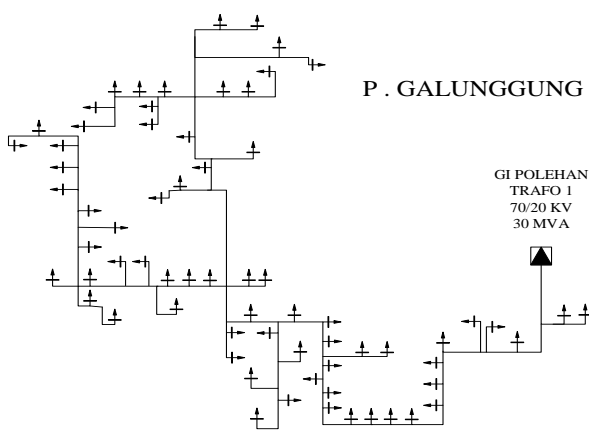 P . GALUNGGUNG
GI POLEHAN
TRAFO 1
70/20 KV
30 MVA